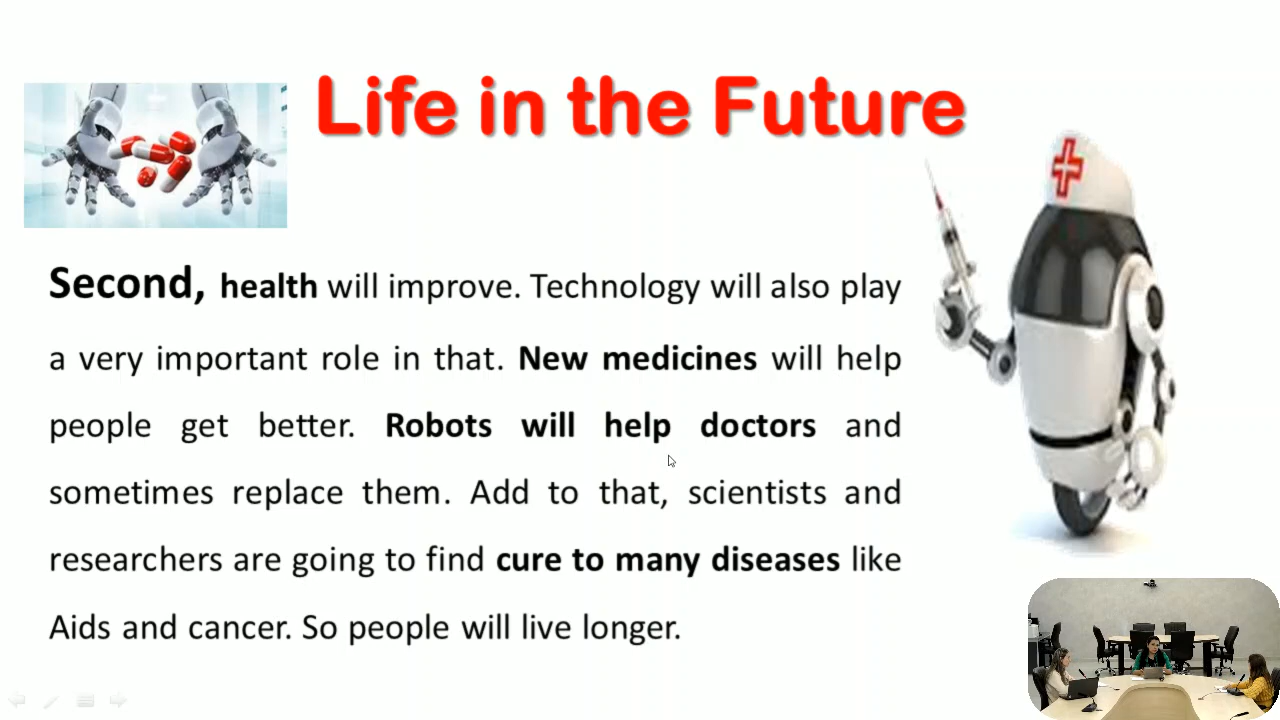 Life in the Future
Second, health will improve. Technology will also play
a very important role in that. New medicines will help
people get better. Robots will help doctors and
sometimes replace them. Add to that, scientists and
researchers are going to find cure to many diseases like
Aids and cancer. So people will live longer.